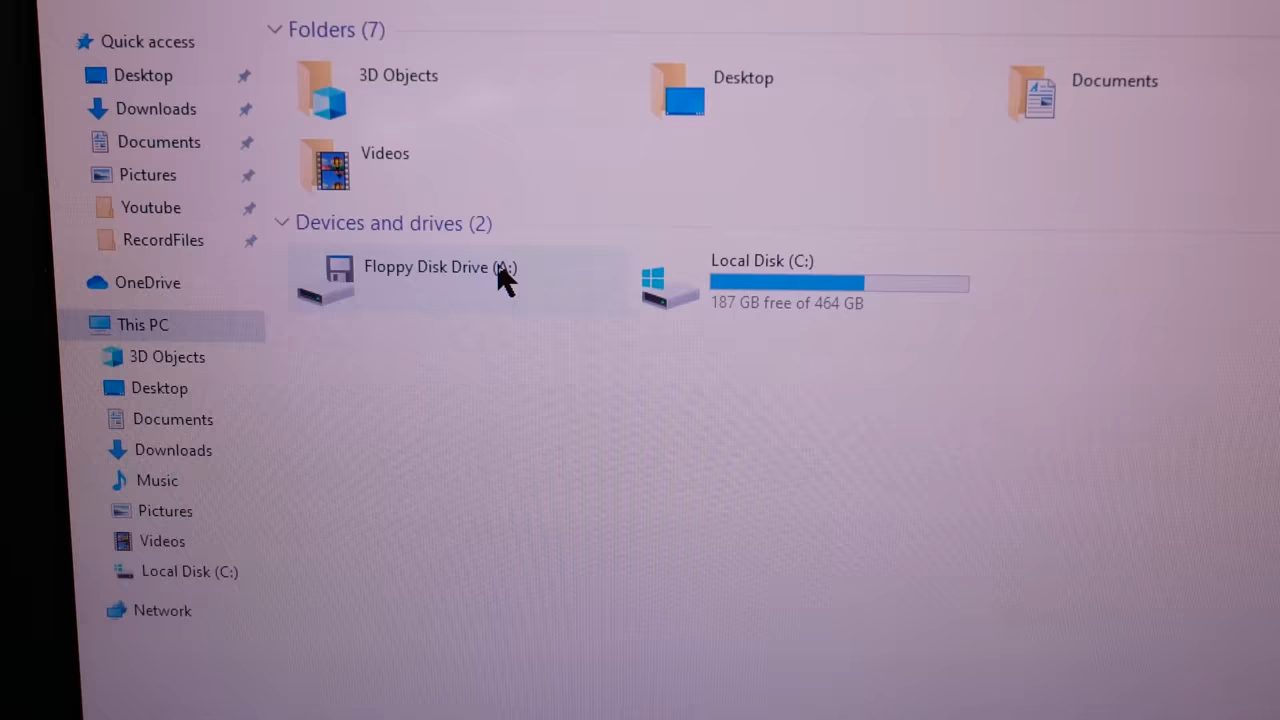 Quick access
Desktop
Downloads
Documents
Pictures
Youtube
RecordFiles
OneDrive
This PC
3D Objects
Desktop
Documents
Downloads
Music
Pictures
Videos
Local Disk (C:)
Network
Folders (7)
3D Objects
Desktop
Documents
Videos
Devices and drives (2)
Floppy Disk Drive (A:)
Local Disk (C:)
187 GB free of 464 GB